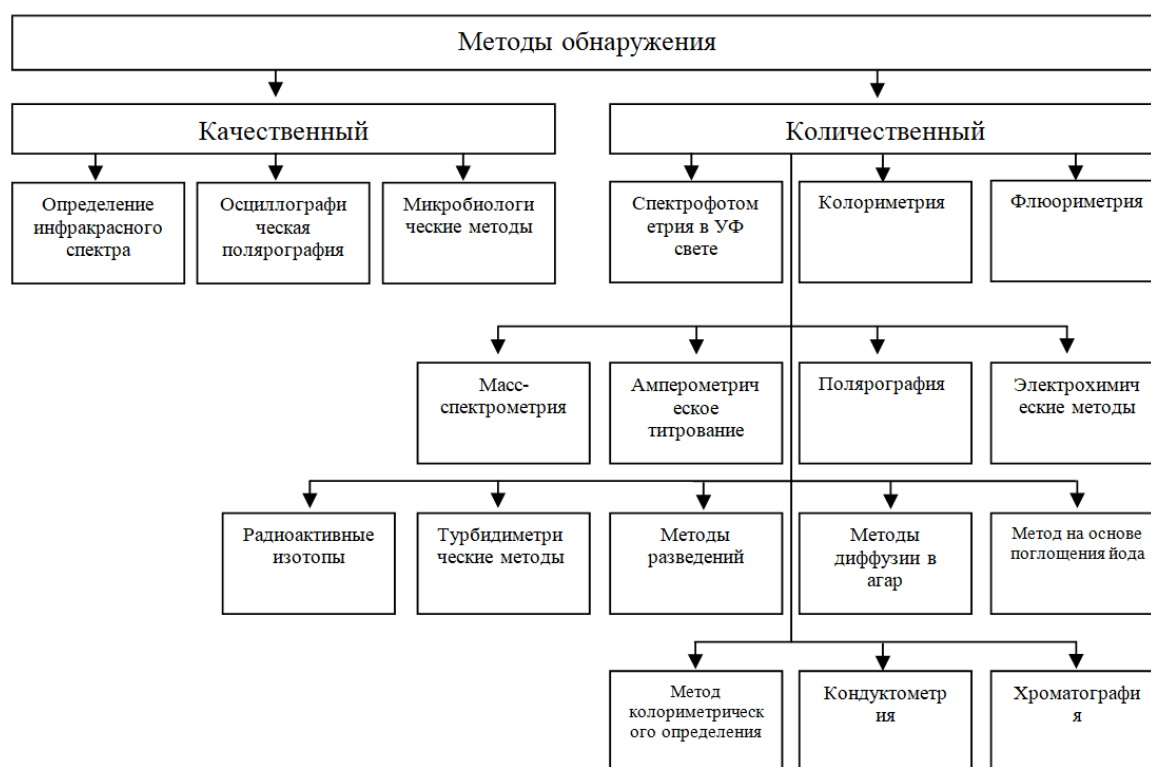 Методы обнаружения
Качественный
Количественный
Определение
инфракрасного
спектра
Осциллографи
ческая
полярография
Микробиологи
ческие методы
Спектрофотом
етрия в УФ
свете
Колориметрия
Флюориметрия
Масс-
спектрометрия
Амперометрич
еское
титрование
Полярография
Электрохимич
еские методы
Радиоактивные
изотопы
Турбидиметри
ческие методы
Методы
разведений
Методы
диффузии в
агар
Метод на основе
поглощения йода
Метод
колориметрическ
ого определения
Кондуктометр
ия
Хроматографи
я